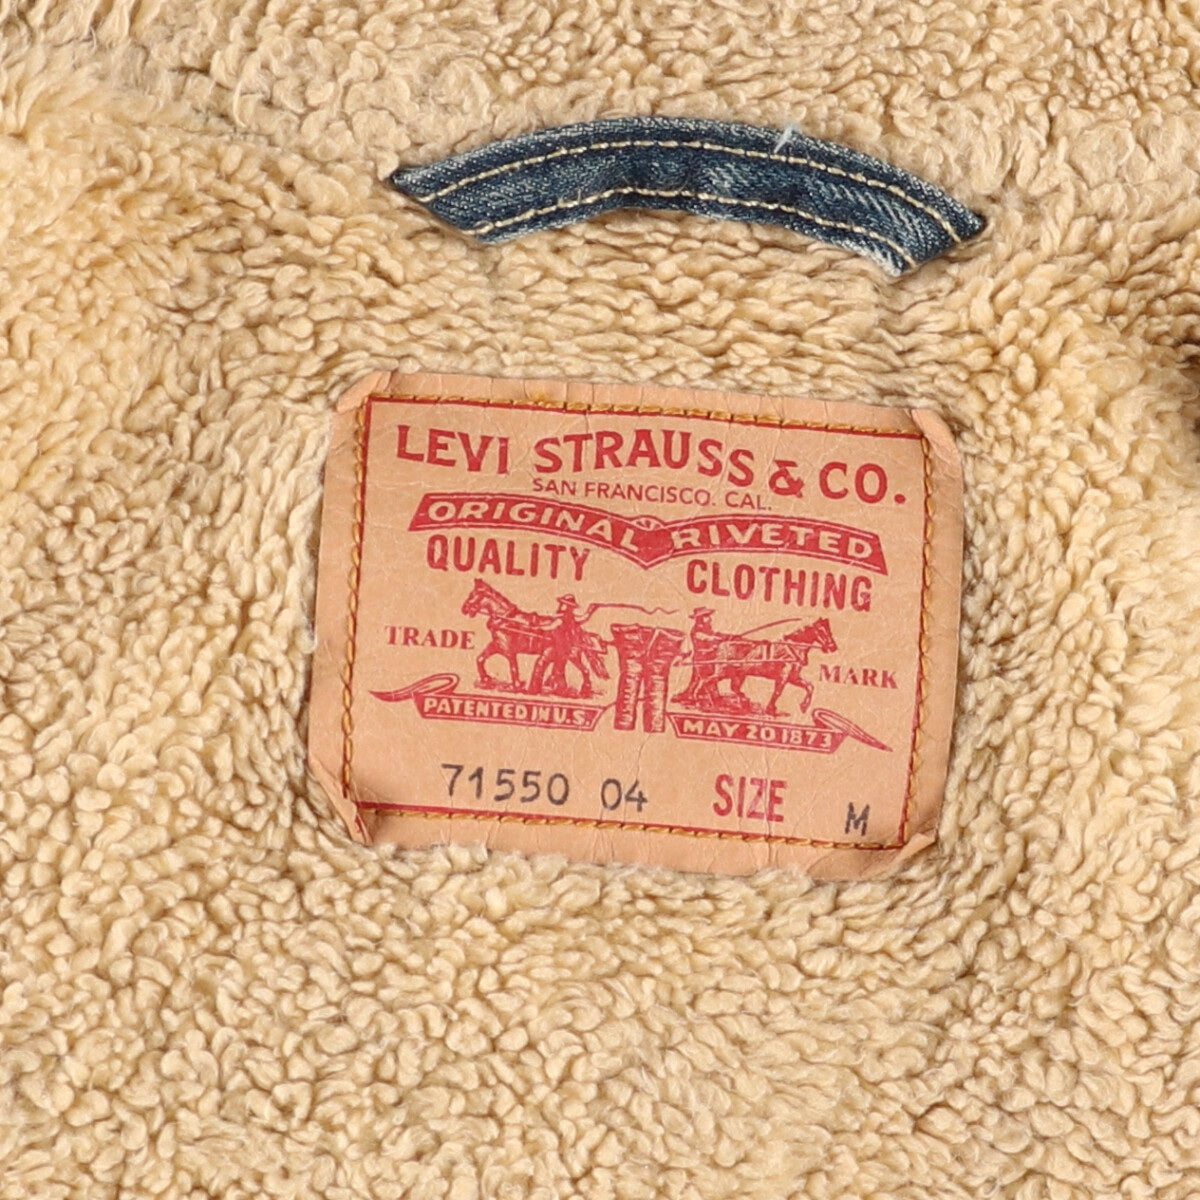 LEVI STRAUSS & CO.
SAN FRANCISCO. CAL.
ORIGINAL RIVETED
QUALITY CLOTHING
TRADE MARK
PATENTED IN U.S. MAY 20 1873
71550 04 SIZE M